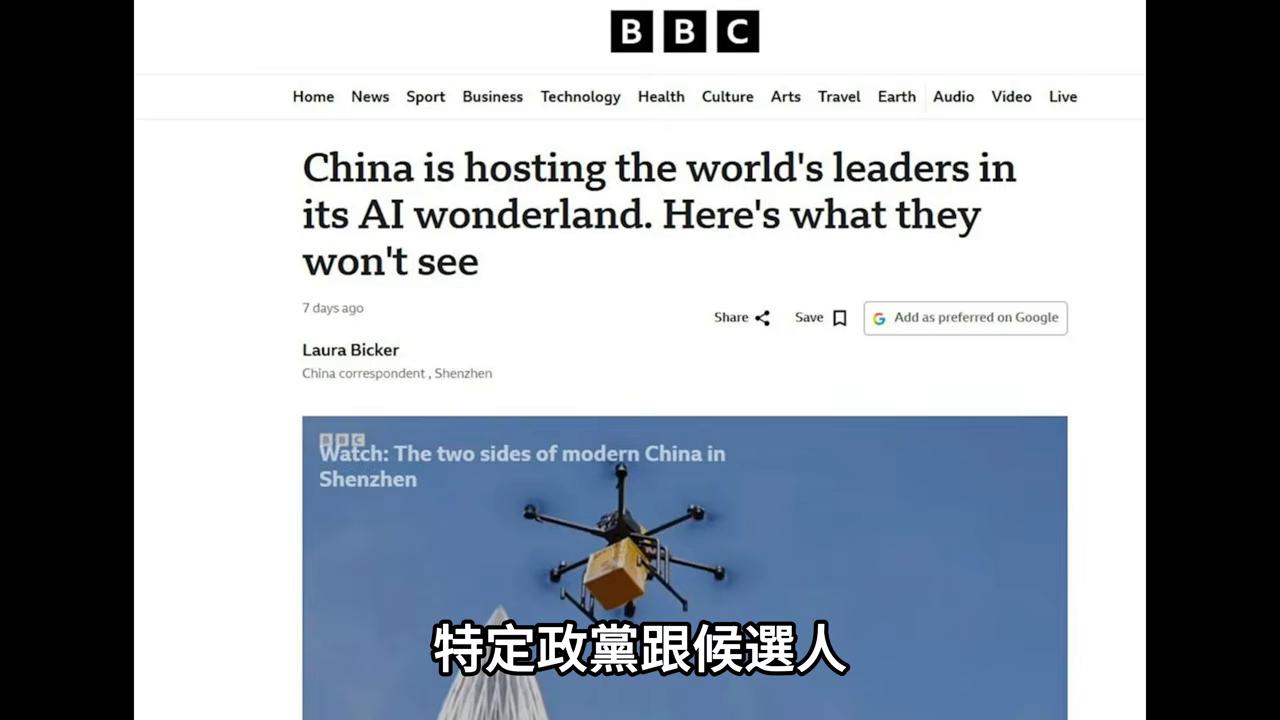 BBC
Home News Sport Business Technology Health Culture Arts Travel Earth Audio Video Live
China is hosting the world's leaders in
its AI wonderland. Here's what they
won't see
7 days ago
Share Save Add as preferred on Google
Laura Bicker
China correspondent , Shenzhen
BBC
Watch: The two sides of modern China in
Shenzhen
特定政黨跟候選人